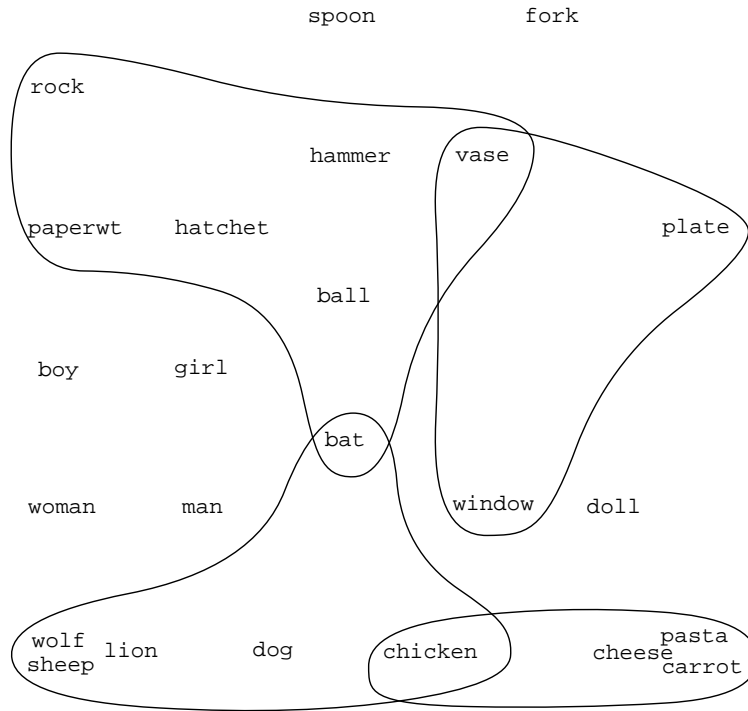 spoon fork
rock
hammer vase
paperwt hatchet plate
ball
boy girl
bat
woman man window doll
wolf lion dog chicken cheese pasta
sheep carrot